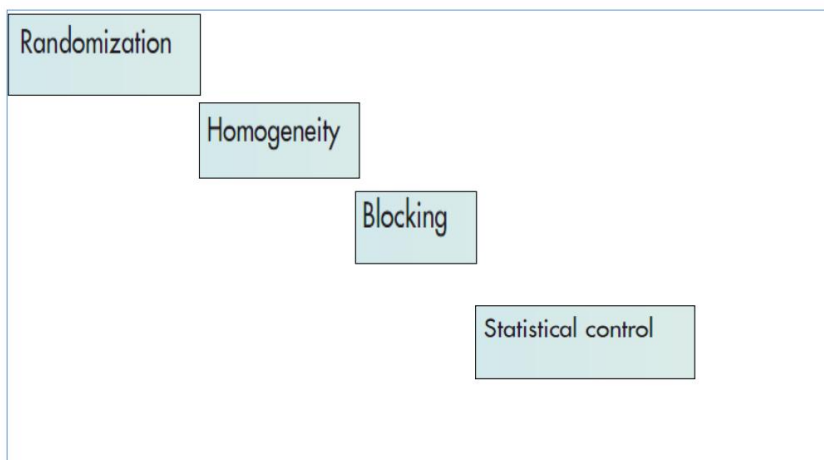 Randomization
Homogeneity
Blocking
Statistical control